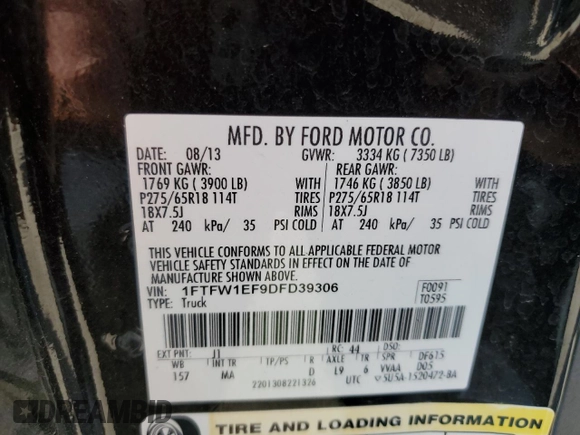 MFD. BY FORD MOTOR CO.
DATE: 08/13 GVWR: 3334 KG ( 7350 LB)
FRONT GAWR: REAR GAWR:
1769 KG ( 3900 LB) WITH 1746 KG ( 3850 LB) WITH
P275/65R18 114T TIRES P275/65R18 114T TIRES
18X7.5J RIMS 18X7.5J RIMS
AT 240 kPa/ 35 PSI COLD AT 240 kPa/ 35 PSI COLD
THIS VEHICLE CONFORMS TO ALL APPLICABLE FEDERAL MOTOR
VEHICLE SAFETY STANDARDS IN EFFECT ON THE DATE OF
MANUFACTURE SHOWN ABOVE.
VIN: 1FTFW1EF9DFD39306 F0091
TYPE: Truck T0595
EXT PNT: J1 RC: 44 DSO:
WB INT TR TP/PS R AXLE TR SPR DF615
157 MA D L9 6 VVAA D05
2201308221326 UTC 5U5A-1520472-BA
TIRE AND LOADING INFORMATION
DREAMBID